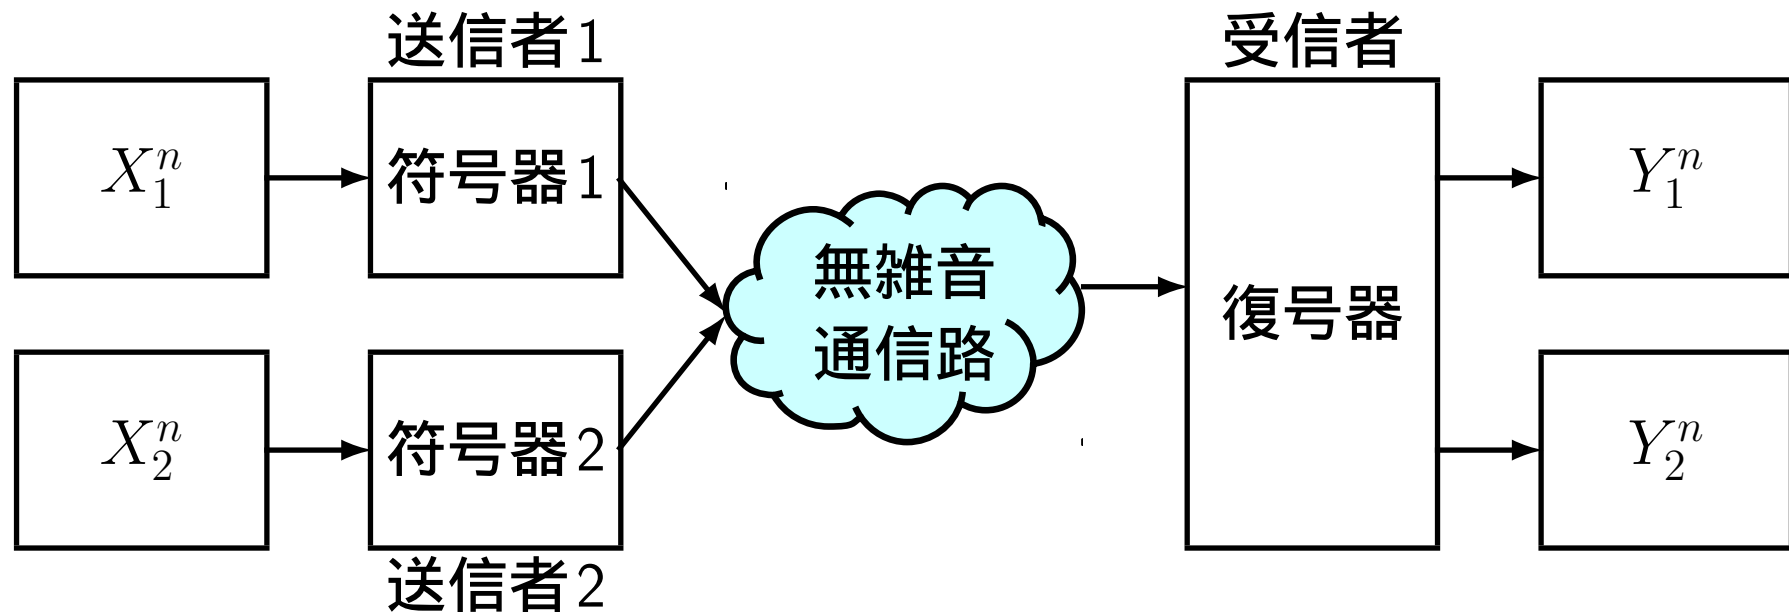 送信者1
受信者
X_1^n
符号器1
Y_1^n
無雑音
通信路
復号器
X_2^n
符号器2
Y_2^n
送信者2